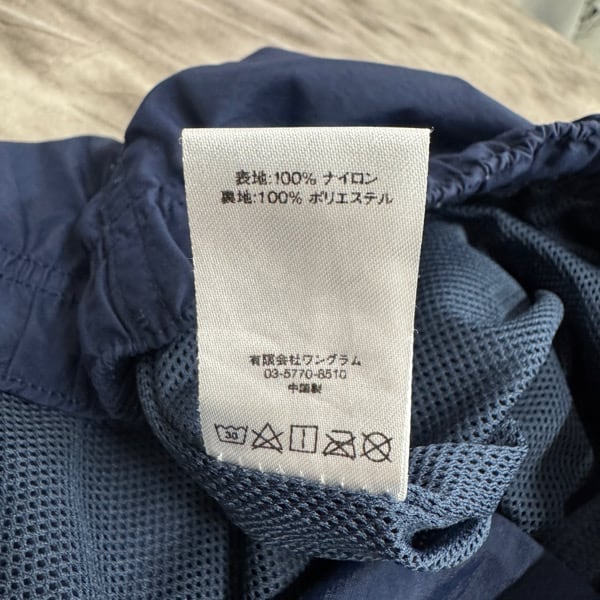 表地:100% ナイロン
裏地:100% ポリエステル
有限会社ワングラム
03-5770-8510
中国製
30